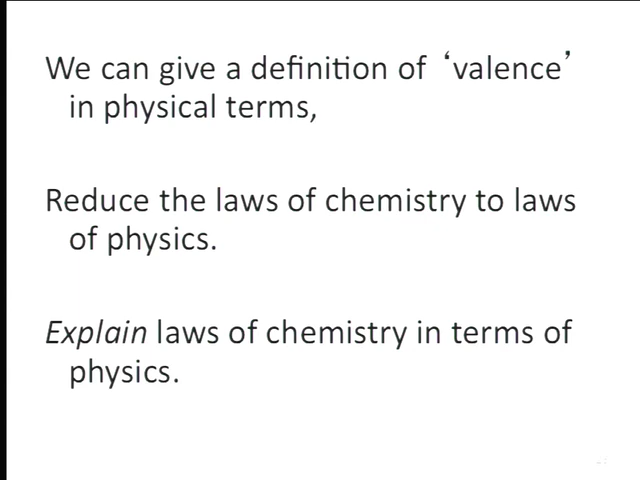 We can give a definition of ‘valence’
in physical terms,
Reduce the laws of chemistry to laws
of physics.
Explain laws of chemistry in terms of
physics.